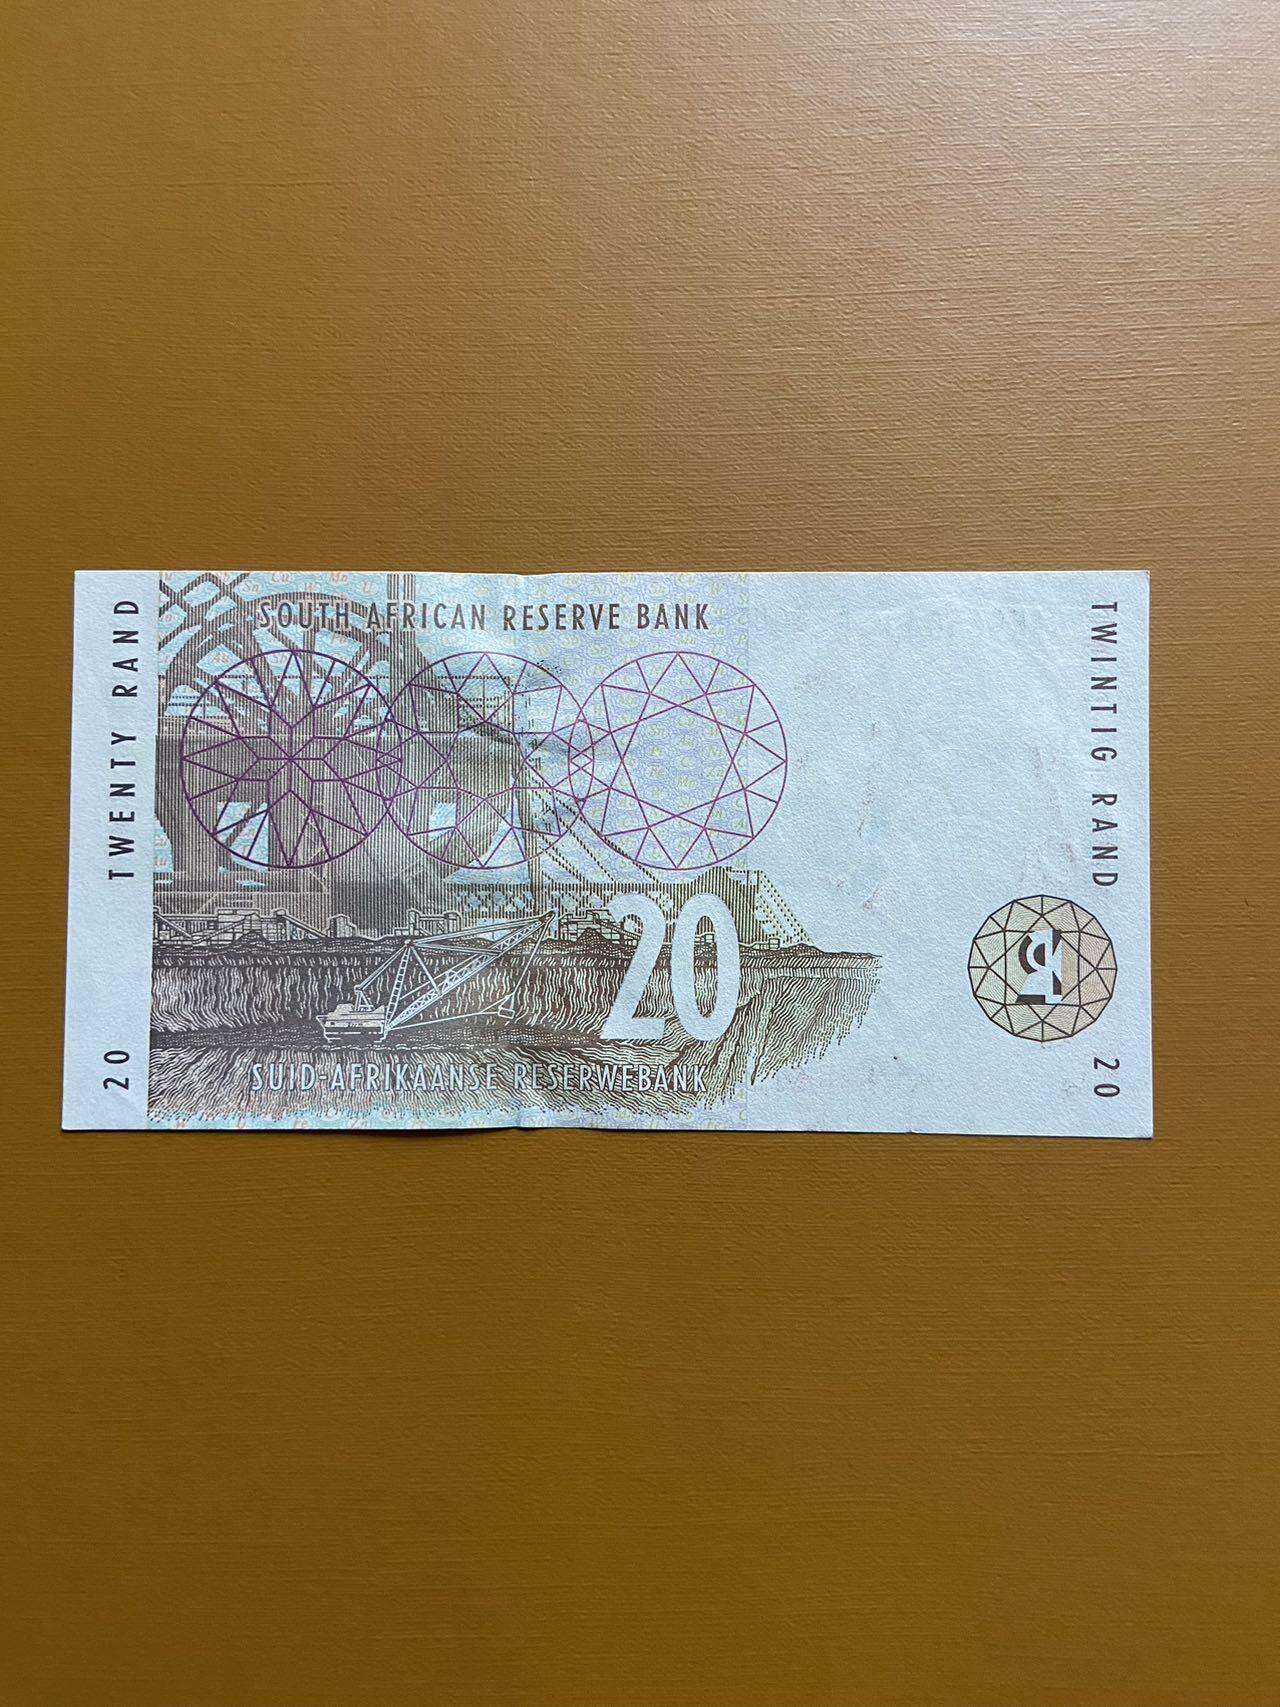 SOUTH AFRICAN RESERVE BANK
TWENTY RAND
20
20
SUID-AFRIKAANSE RESERWEBANK
TWINTIG RAND
20